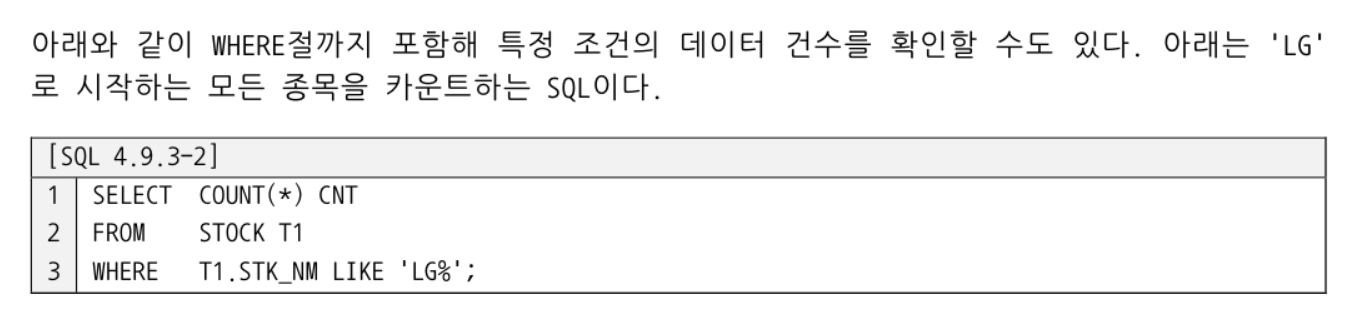 아래와 같이 WHERE절까지 포함해 특정 조건의 데이터 건수를 확인할 수도 있다. 아래는 'LG'
로 시작하는 모든 종목을 카운트하는 SQL이다.
[SQL 4.9.3-2]
1 SELECT COUNT(*) CNT
2 FROM STOCK T1
3 WHERE T1.STK_NM LIKE 'LG%';